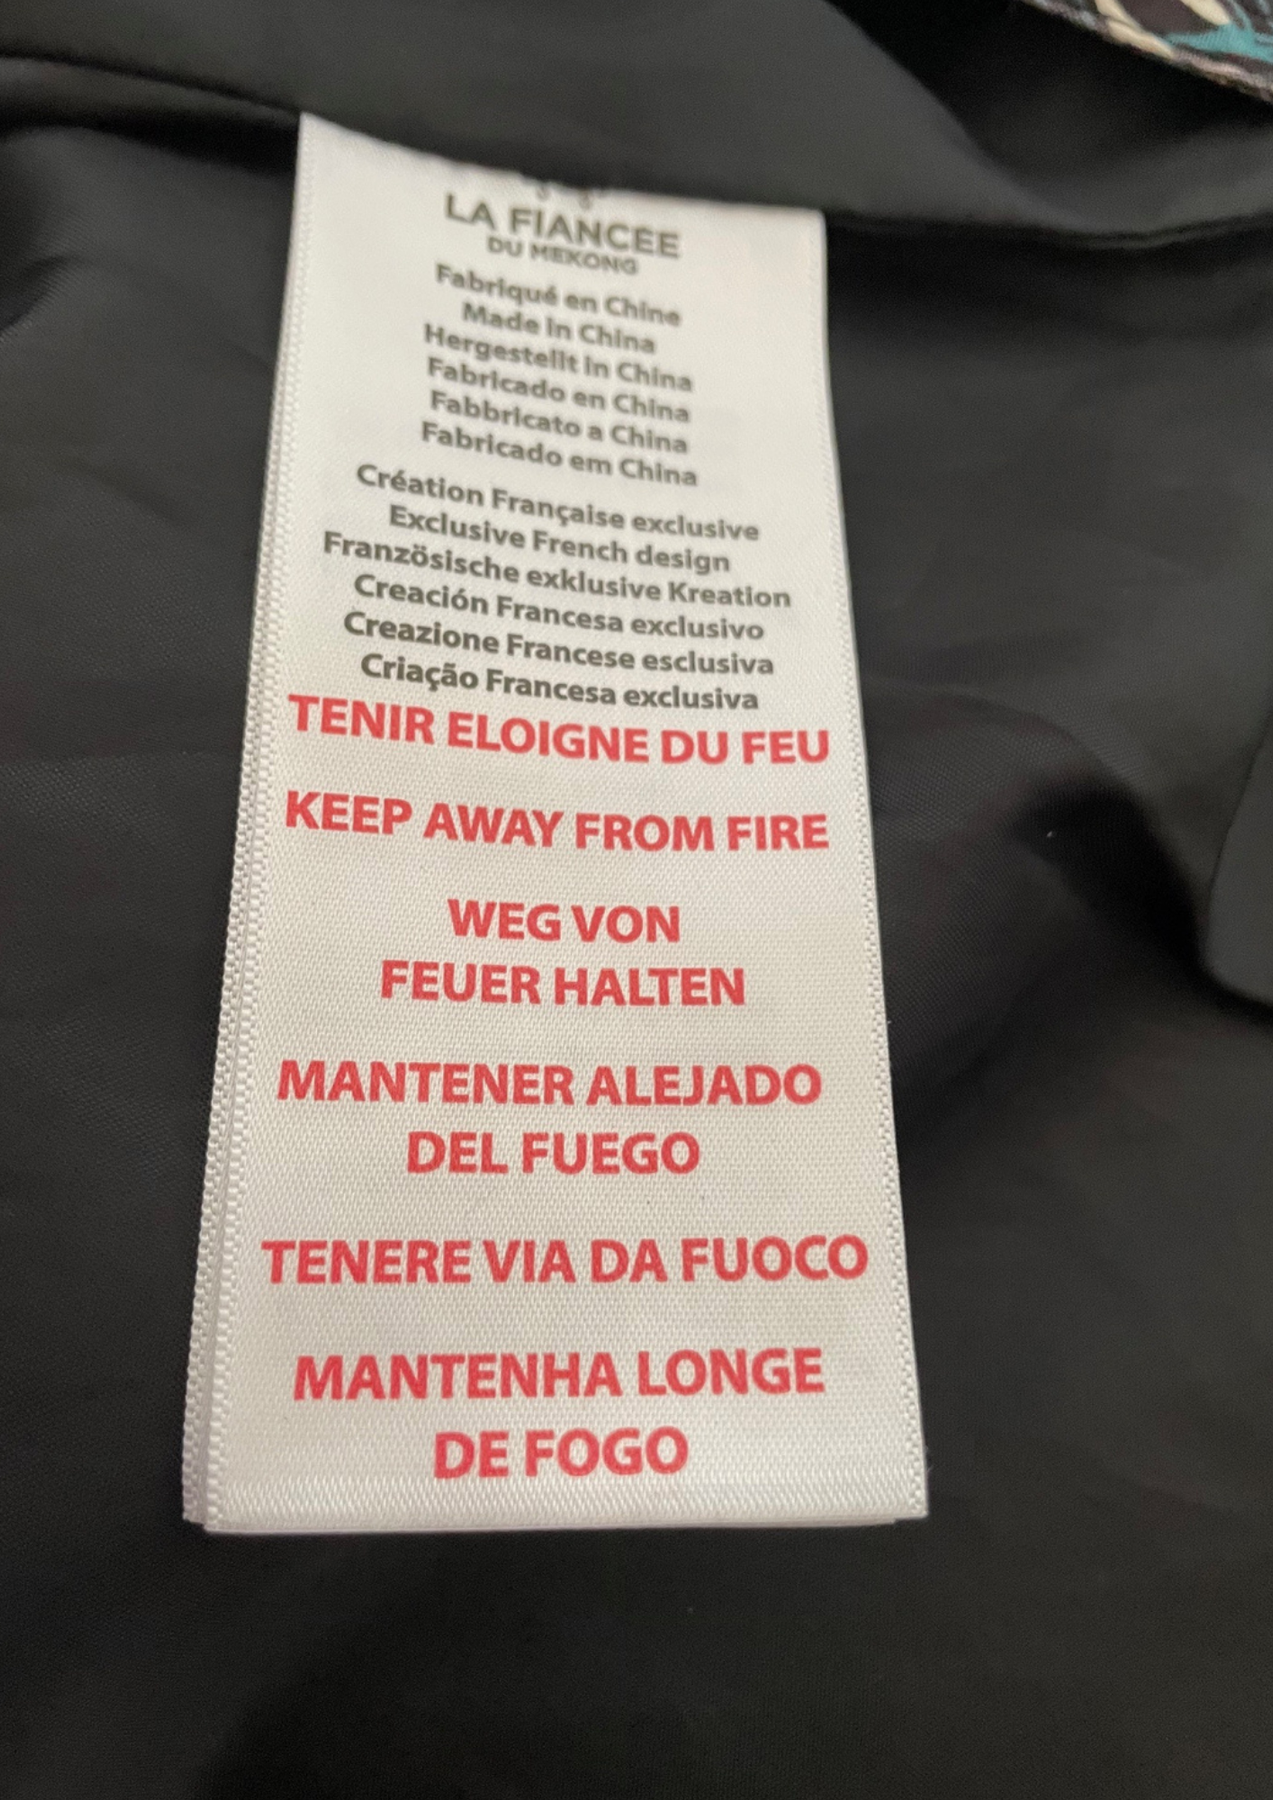 LA FIANCÉE
DU MEKONG
Fabriqué en Chine
Made in China
Hergestellt in China
Fabricado en China
Fabbricato a China
Fabricado em China
Création Française exclusive
Exclusive French design
Französische exklusive Kreation
Creación Francesa exclusivo
Creazione Francese esclusiva
Criação Francesa exclusiva
TENIR ELOIGNE DU FEU
KEEP AWAY FROM FIRE
WEG VON
FEUER HALTEN
MANTENER ALEJADO
DEL FUEGO
TENERE VIA DA FUOCO
MANTENHA LONGE
DE FOGO